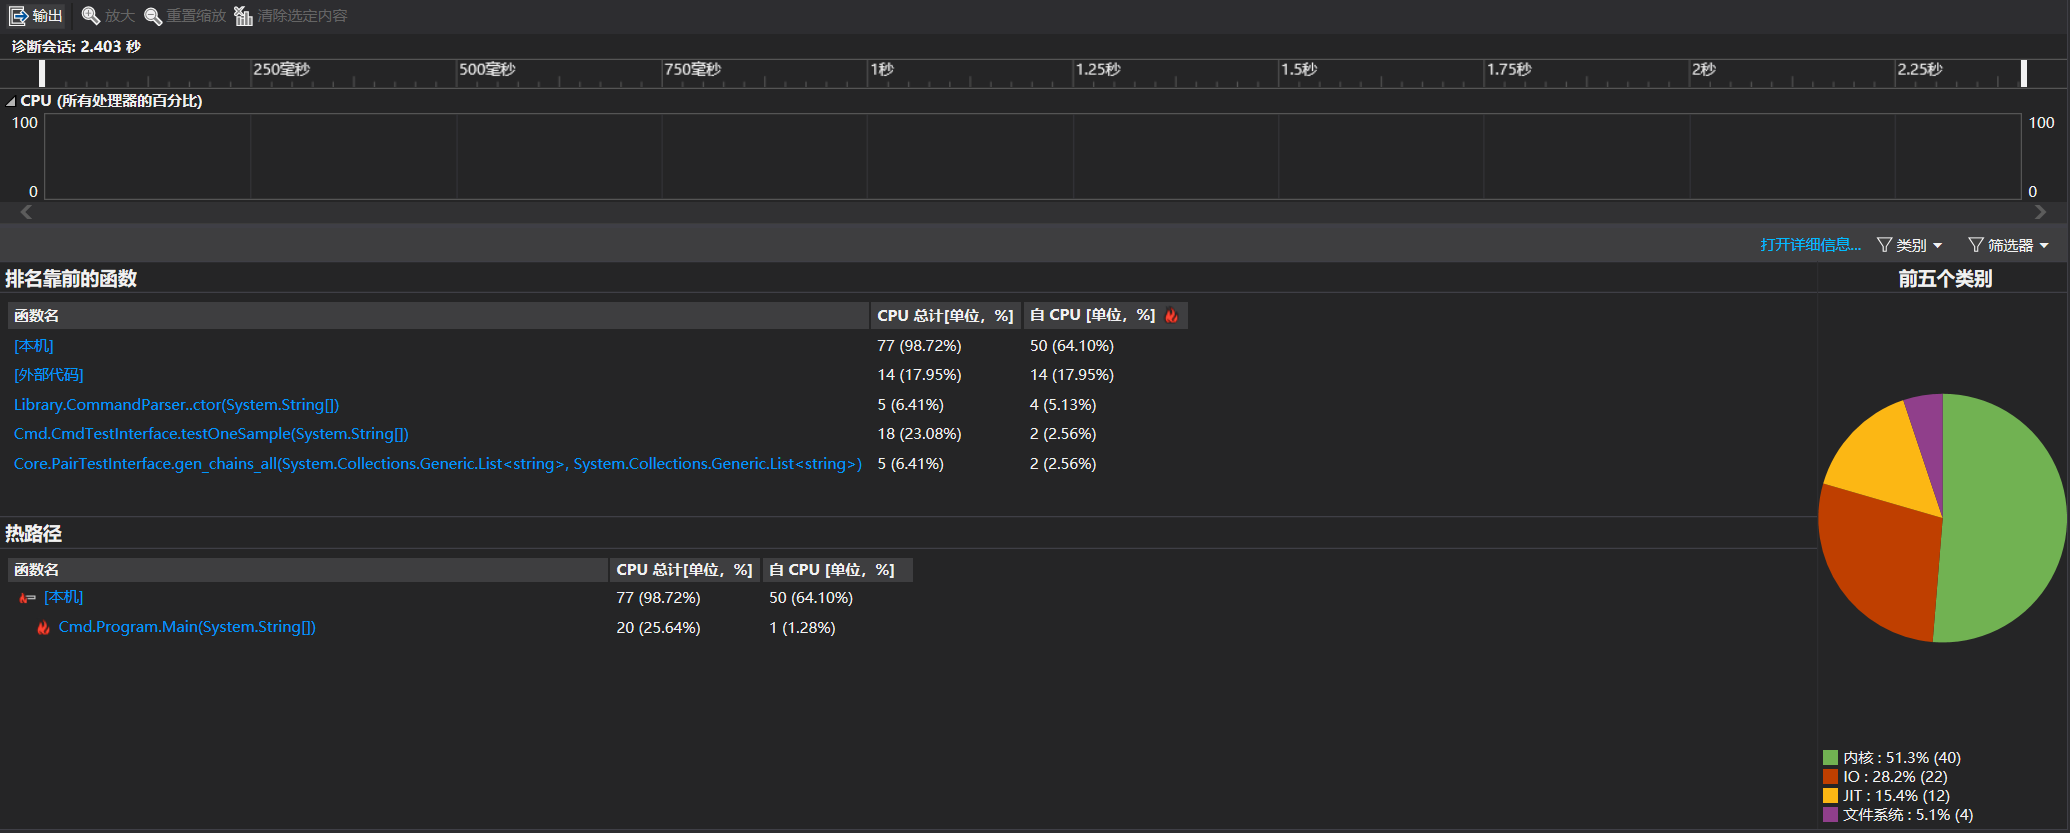 输出 放大 重置缩放 清除选定内容
诊断会话: 2.403 秒
250毫秒 500毫秒 750毫秒 1秒 1.25秒 1.5秒 1.75秒 2秒 2.25秒
CPU (所有处理器的百分比)
100 100
0 0
打开详细信息... 类别 筛选器
排名靠前的函数 前五个类别
函数名 CPU 总计[单位，%] 自 CPU [单位，%]
[本机] 77 (98.72%) 50 (64.10%)
[外部代码] 14 (17.95%) 14 (17.95%)
Library.CommandParser..ctor(System.String[]) 5 (6.41%) 4 (5.13%)
Cmd.CmdTestInterface.testOneSample(System.String[]) 18 (23.08%) 2 (2.56%)
Core.PairTestInterface.gen_chains_all(System.Collections.Generic.List<string>, System.Collections.Generic.List<string>) 5 (6.41%) 2 (2.56%)
热路径
函数名 CPU 总计[单位，%] 自 CPU [单位，%]
[本机] 77 (98.72%) 50 (64.10%)
Cmd.Program.Main(System.String[]) 20 (25.64%) 1 (1.28%)
内核 : 51.3% (40)
IO : 28.2% (22)
JIT : 15.4% (12)
文件系统 : 5.1% (4)